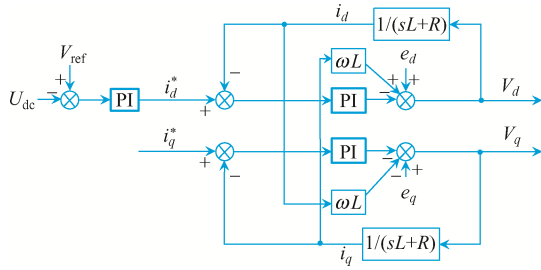 i_d 1/(sL+R)
V_ref ωL e_d
+ − + +
U_dc − PI i_d^* + PI − V_d
i_q^* + PI − V_q
− − +
ωL e_q
i_q 1/(sL+R)